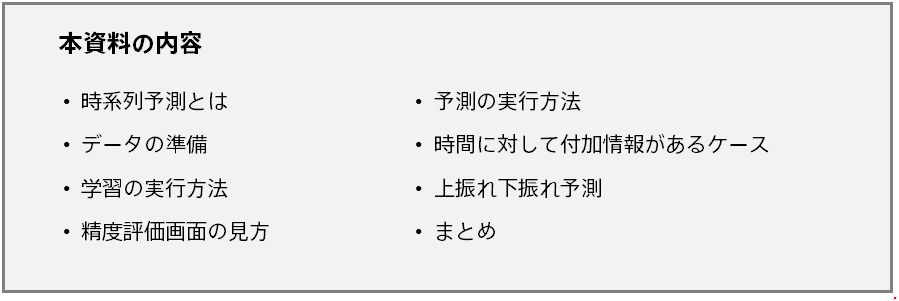 本資料の内容
• 時系列予測とは
• データの準備
• 学習の実行方法
• 精度評価画面の見方
• 予測の実行方法
• 時間に対して付加情報があるケース
• 上振れ下振れ予測
• まとめ